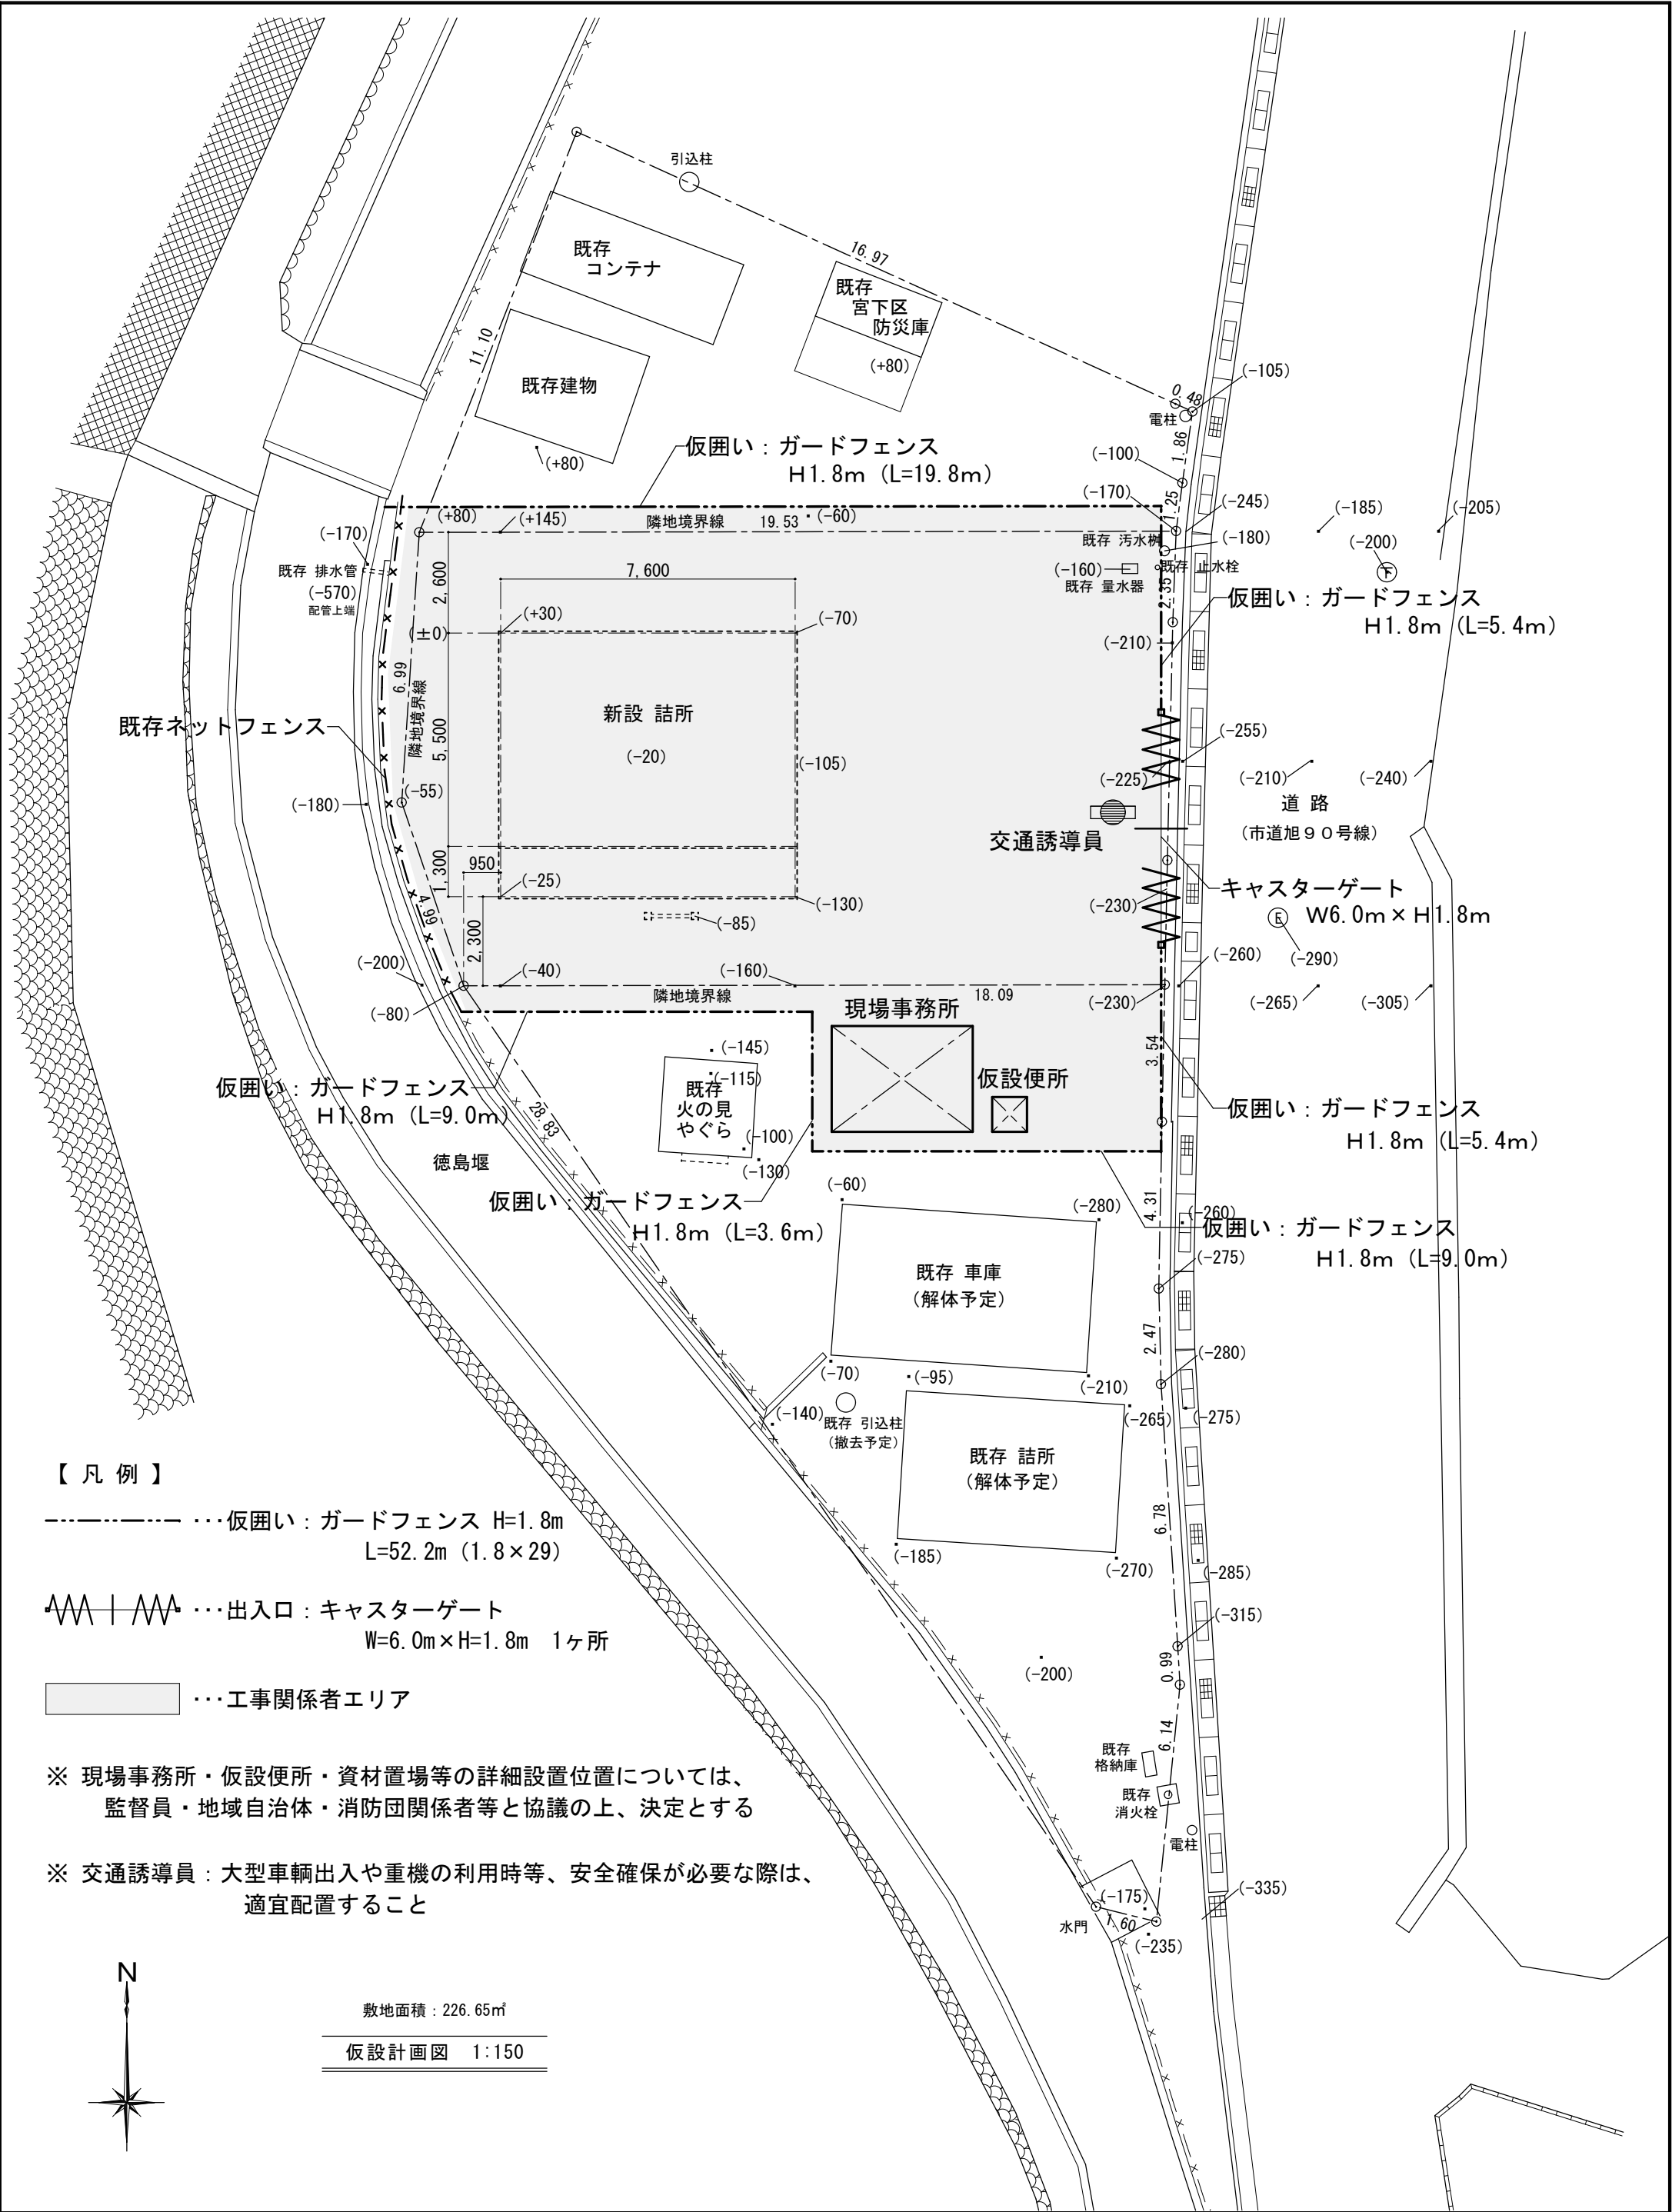 引込柱
16.97
既存
コンテナ
既存
宮下区
防災庫
(+80)
11.10
既存建物
(+80)
0.48
(-105)
電柱
1.86
仮囲い：ガードフェンス
H1.8m (L=19.8m)
(-100)
(-170)
1.25
(-245)
(-185)
(-205)
(+80)
(+145)
隣地境界線
19.53
(-60)
既存 汚水桝
(-180)
(-200)
下
(-170)
既存 排水管
(-570)
配管上端
2,600
7,600
(-160)
既存 量水器
既存 止水栓
2.35
仮囲い：ガードフェンス
H1.8m (L=5.4m)
(+30)
(-70)
(±0)
(-210)
6.99
隣地境界線
5,500
既存ネットフェンス
新設 詰所
(-20)
(-105)
(-255)
(-225)
(-210)
(-240)
道 路
(市道旭９０号線)
(-180)
(-55)
交通誘導員
1,300
950
(-25)
(-130)
キャスターゲート
W6.0m×H1.8m
E
(-290)
(-230)
4.99
2,300
(-85)
(-200)
(-40)
(-160)
隣地境界線
18.09
(-230)
(-260)
(-265)
(-305)
(-80)
現場事務所
3.54
(-145)
(-115)
既存
火の見
やぐら
(-100)
(-130)
仮設便所
仮囲い：ガードフェンス
H1.8m (L=9.0m)
28.83
徳島堰
仮囲い：ガードフェンス
H1.8m (L=5.4m)
仮囲い：ガードフェンス
H1.8m (L=3.6m)
(-60)
(-280)
4.31
(-260)
仮囲い：ガードフェンス
H1.8m (L=9.0m)
(-275)
既存 車庫
(解体予定)
2.47
(-280)
(-70)
(-95)
(-210)
(-140)
既存 引込柱
(撤去予定)
(-265)
(-275)
既存 詰所
(解体予定)
6.78
(-185)
(-270)
(-285)
(-315)
(-200)
0.99
6.14
既存
格納庫
既存
消火栓
電柱
(-175)
(-335)
水門
1.60
(-235)
【 凡 例 】
･･･仮囲い：ガードフェンス H=1.8m
L=52.2m (1.8×29)
･･･出入口：キャスターゲート
W=6.0m×H=1.8m 1ヶ所
･･･工事関係者エリア
※ 現場事務所・仮設便所・資材置場等の詳細設置位置については、
監督員・地域自治体・消防団関係者等と協議の上、決定とする
※ 交通誘導員：大型車輌出入や重機の利用時等、安全確保が必要な際は、
適宜配置すること
N
敷地面積：226.65㎡
仮設計画図 1:150